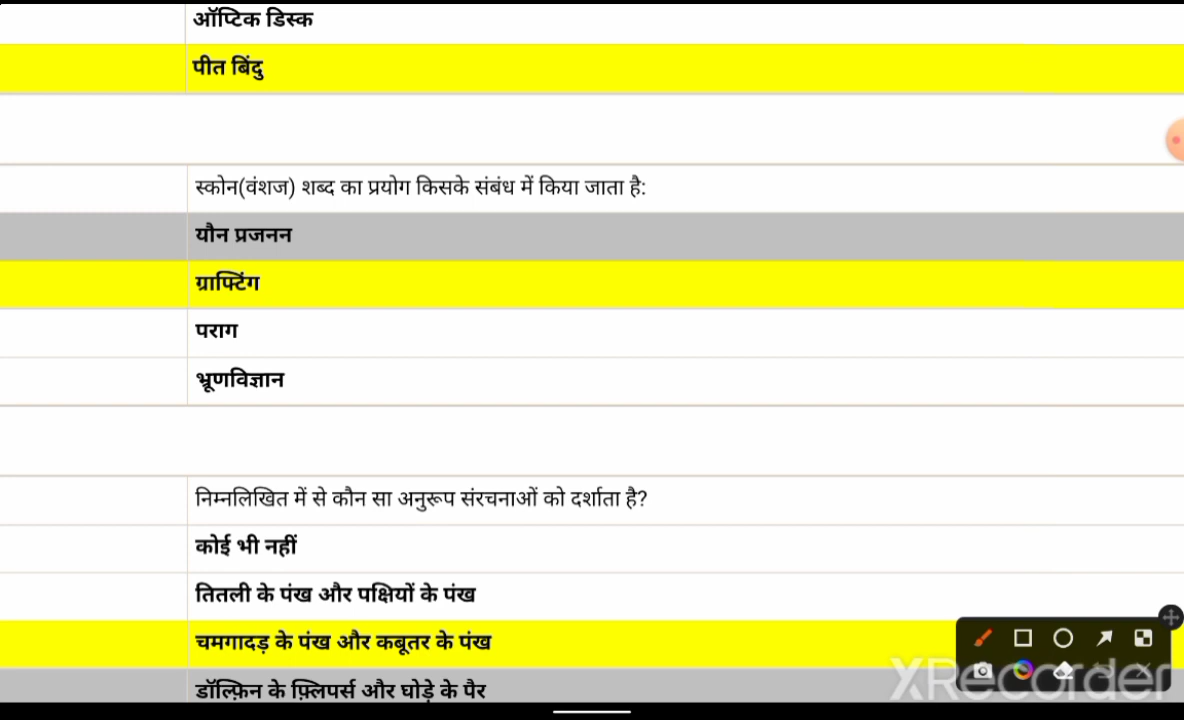 ऑप्टिक डिस्क
पीत बिंदु
स्कोन(वंशज) शब्द का प्रयोग किसके संबंध में किया जाता है:
यौन प्रजनन
ग्राफ्टिंग
पराग
भ्रूणविज्ञान
निम्नलिखित में से कौन सा अनुरूप संरचनाओं को दर्शाता है?
कोई भी नहीं
तितली के पंख और पक्षियों के पंख
चमगादड़ के पंख और कबूतर के पंख
डॉल्फ़िन के फ़्लिपर्स और घोड़े के पैर
XRecorder